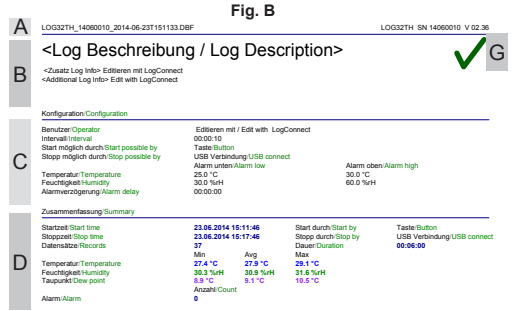 Fig. B
A
LOG32TH_14060010_2014-06-23T151133.DBF LOG32TH SN 14060010 V 02.36
<Log Beschreibung / Log Description>
G
B
<Zusatz Log Info> Editieren mit LogConnect
<Additional Log Info> Edit with LogConnect
Konfiguration/Configuration
C
Benutzer/Operator Editieren mit / Edit with LogConnect
Intervall/Interval 00:00:10
Start möglich durch/Start possible by Taste/Button
Stopp möglich durch/Stop possible by USB Verbindung/USB connect
Alarm unten/Alarm low Alarm oben/Alarm high
Temperatur/Temperature 25.0 °C 30.0 °C
Feuchtigkeit/Humidity 30.0 %rH 60.0 %rH
Alarmverzögerung/Alarm delay 00:00:00
Zusammenfassung/Summary
D
Startzeit/Start time 23.06.2014 15:11:46 Start durch/Start by Taste/Button
Stoppzeit/Stop time 23.06.2014 15:17:46 Stopp durch/Stop by USB Verbindung/USB connect
Datensätze/Records 37 Dauer/Duration 00:06:00
Min Avg Max
Temperatur/Temperature 27.4 °C 27.9 °C 29.1 °C
Feuchtigkeit/Humidity 30.3 %rH 30.9 %rH 31.6 %rH
Taupunkt/Dew point 8.9 °C 9.1 °C 10.5 °C
Anzahl/Count
Alarm/Alarm 0